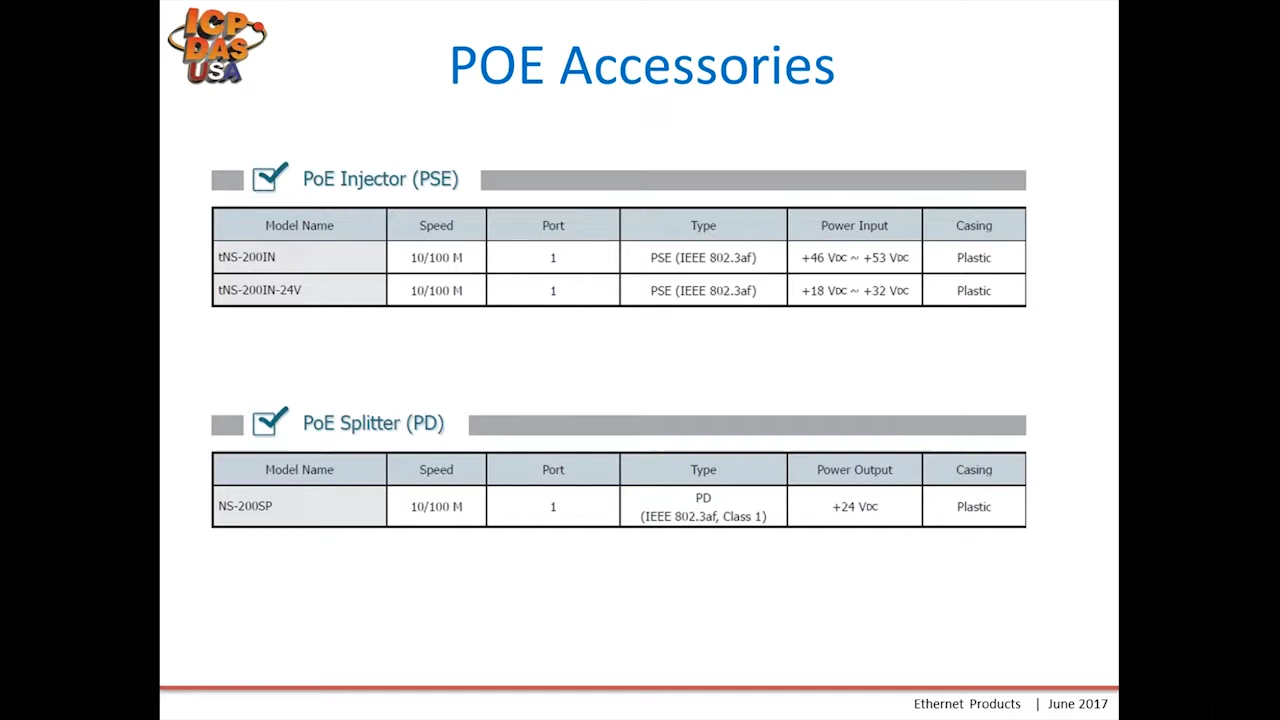 ICP
DAS
USA
POE Accessories
PoE Injector (PSE)
Model Name Speed Port Type Power Input Casing
tNS-200IN 10/100 M 1 PSE (IEEE 802.3af) +46 VDC ~ +53 VDC Plastic
tNS-200IN-24V 10/100 M 1 PSE (IEEE 802.3af) +18 VDC ~ +32 VDC Plastic
PoE Splitter (PD)
Model Name Speed Port Type Power Output Casing
NS-200SP 10/100 M 1 PD (IEEE 802.3af, Class 1) +24 VDC Plastic
Ethernet Products | June 2017